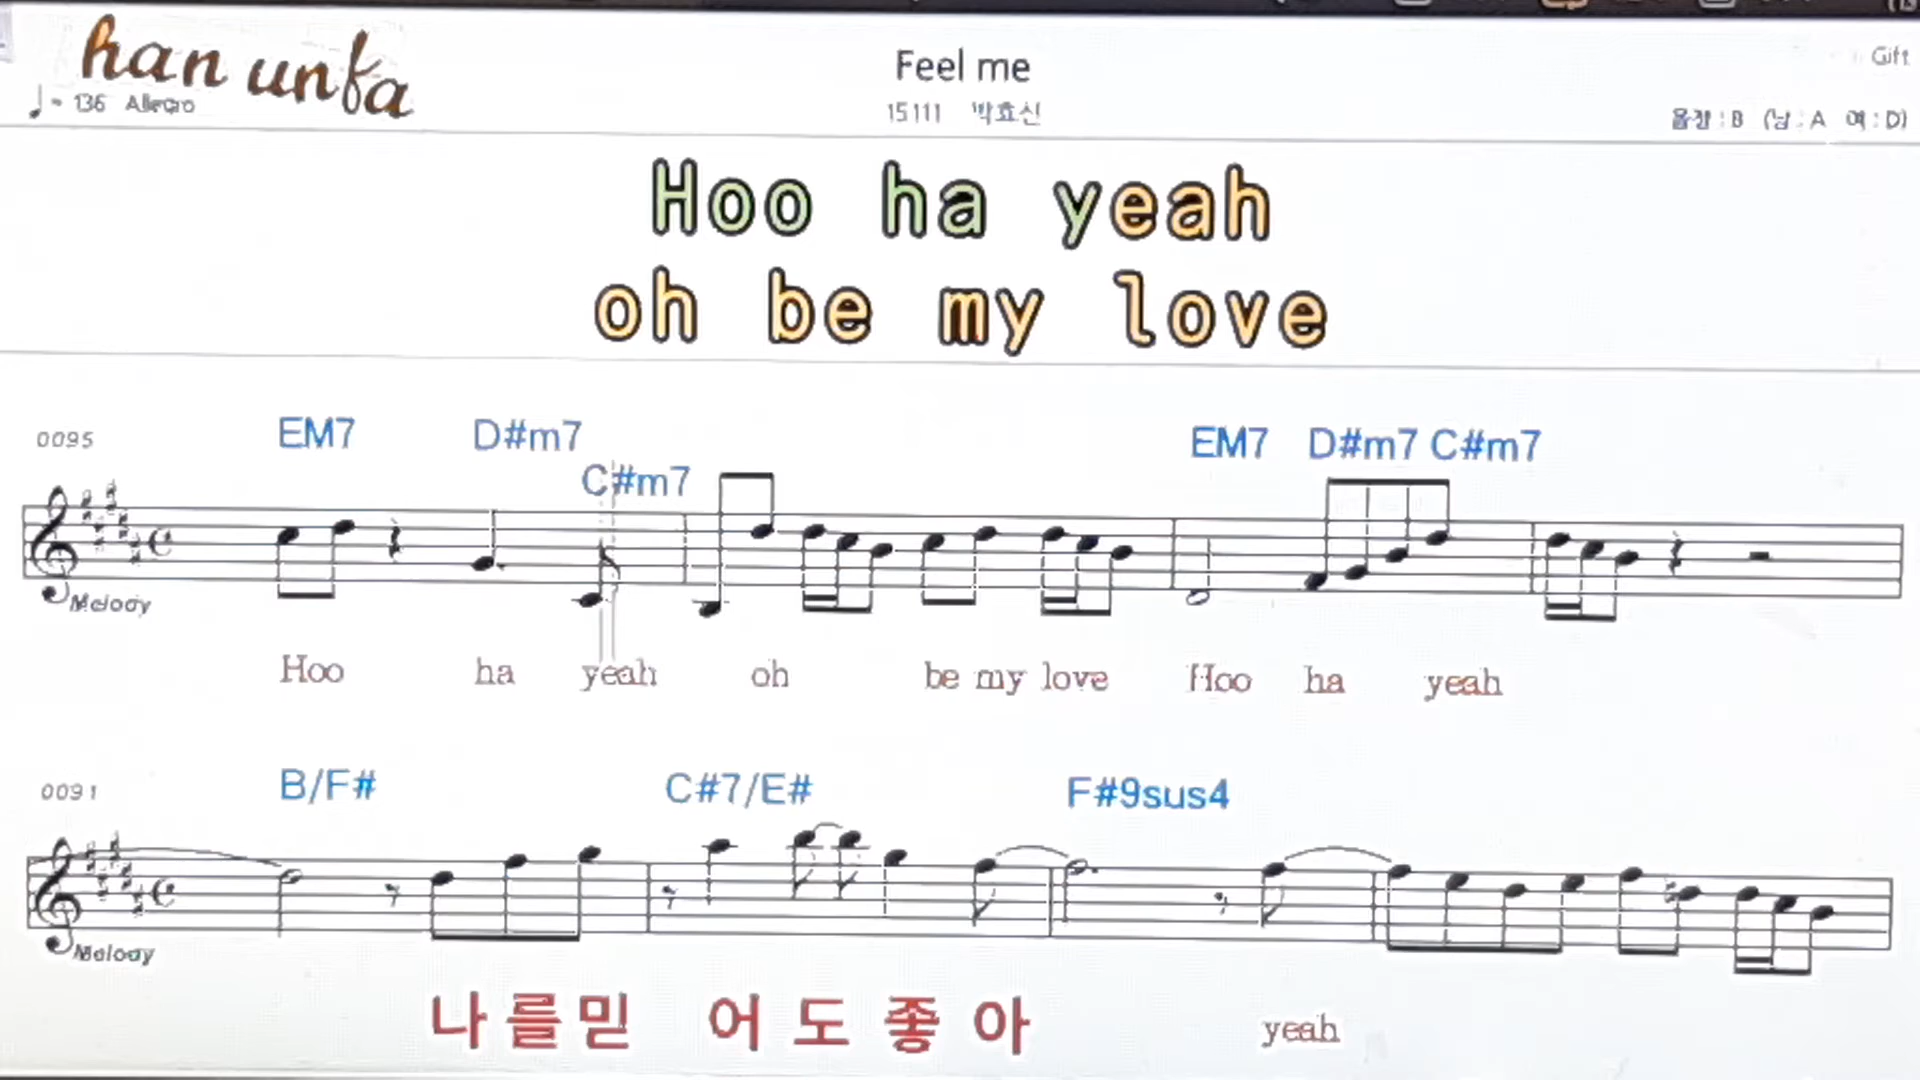 han unfa
Feel me
Gift
♩= 136 Allegro
15111 박효신
음정 : B (남 : A 여 : D)
Hoo ha yeah
oh be my love
0095 EM7 D#m7 C#m7 EM7 D#m7 C#m7
Melody
Hoo ha yeah oh be my love Hoo ha yeah
0091 B/F# C#7/E# F#9sus4
Melody
나 를 믿 어 도 좋 아 yeah